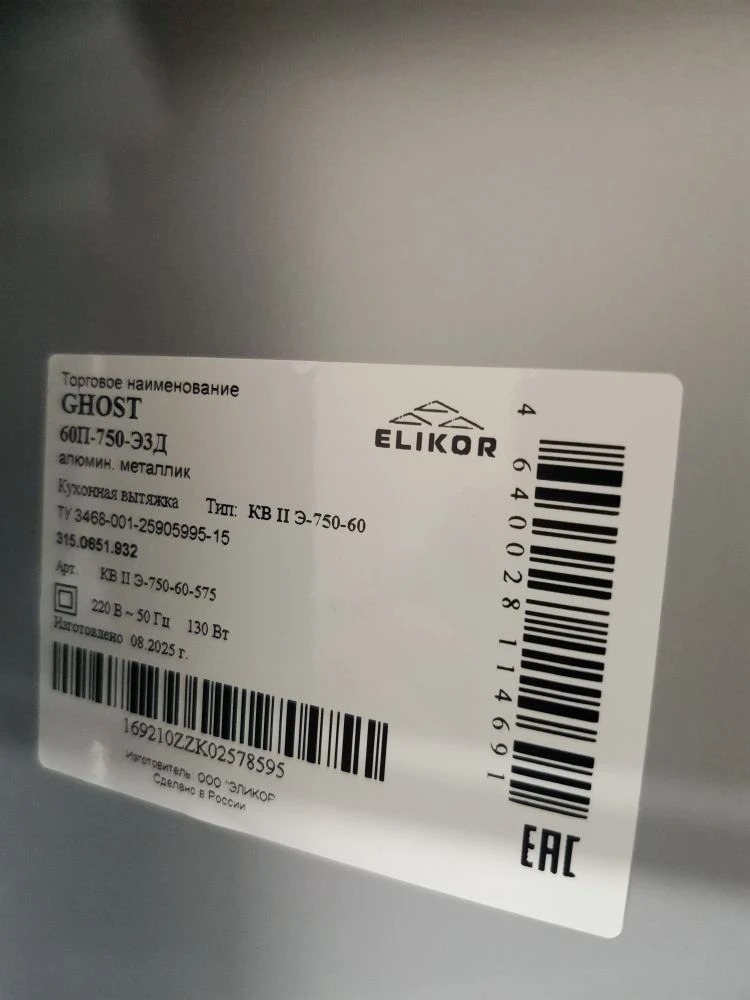 Торговое наименование
GHOST
60П-750-ЭЗД
алюмин. металлик
Кухонная вытяжка Тип: КВ II Э-750-60
ТУ 3468-001-25905995-15
315.0651.932
Арт. КВ II Э-750-60-575
220 В ~ 50 Гц 130 Вт
Изготовлено 08.2025 г.
169210ZZK02578595
Изготовитель: ООО "ЭЛИКОР"
Сделано в России
ELIKOR
4 640028 114691
EAC